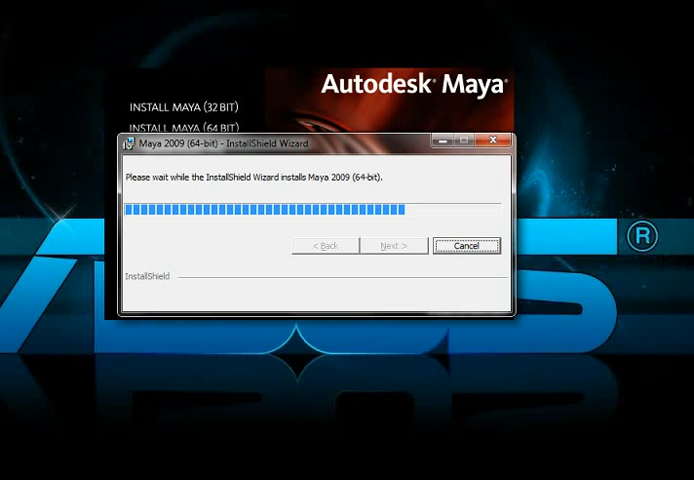 Autodesk® Maya®
INSTALL MAYA (32 BIT)
INSTALL MAYA (64 BIT)
Maya 2009 (64-bit) - InstallShield Wizard
Please wait while the InstallShield Wizard installs Maya 2009 (64-bit).
< Back
Next >
Cancel
InstallShield
®